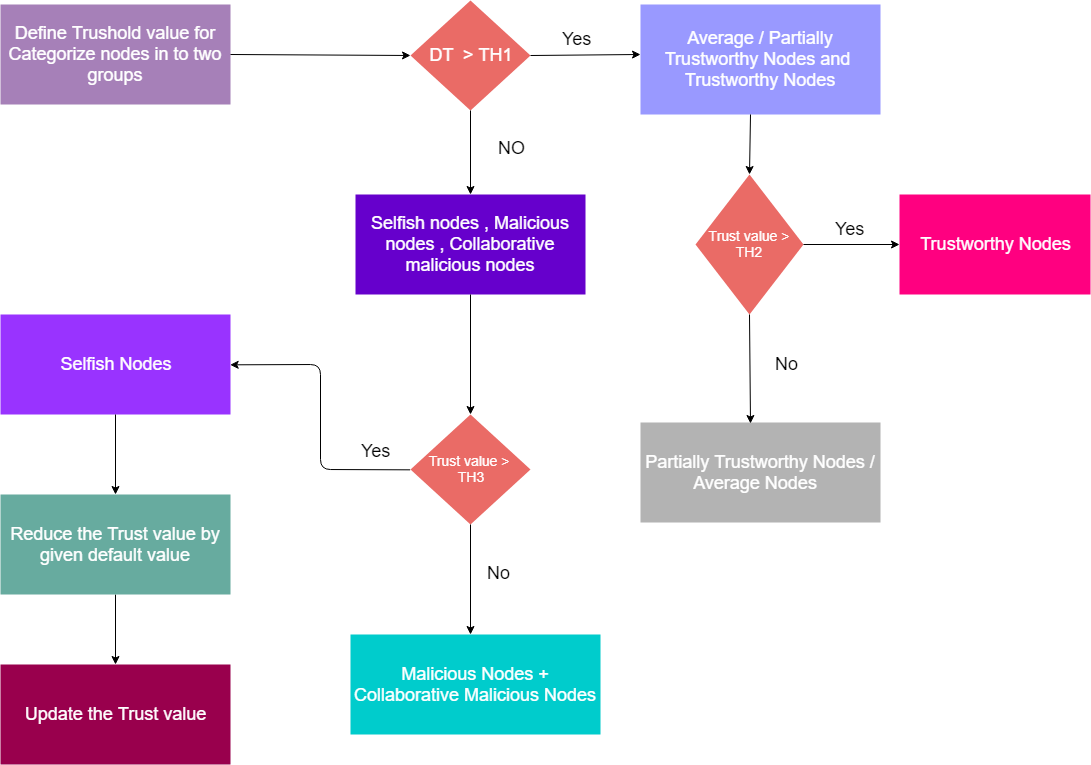 Define Trushold value for
Categorize nodes in to two
groups
DT > TH1
Yes
Average / Partially
Trustworthy Nodes and
Trustworthy Nodes
NO
Selfish nodes , Malicious
nodes , Collaborative
malicious nodes
Trust value >
TH2
Yes
Trustworthy Nodes
Selfish Nodes
No
Yes
Trust value >
TH3
Partially Trustworthy Nodes /
Average Nodes
Reduce the Trust value by
given default value
No
Malicious Nodes +
Collaborative Malicious Nodes
Update the Trust value